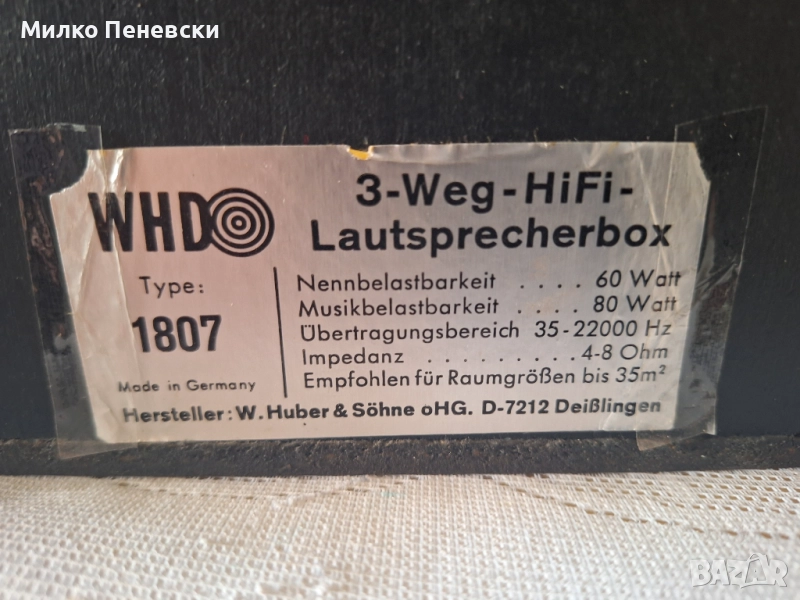 Милко Пеневски
WHD
3-Weg-HiFi-
Lautsprecherbox
Type:
1807
Made in Germany
Nennbelastbarkeit . . . . 60 Watt
Musikbelastbarkeit . . . . 80 Watt
Übertragungsbereich 35-22000 Hz
Impedanz . . . . . . . . . 4-8 Ohm
Empfohlen für Raumgrößen bis 35m²
Hersteller: W. Huber & Söhne oHG. D-7212 Deißlingen
BAZAR